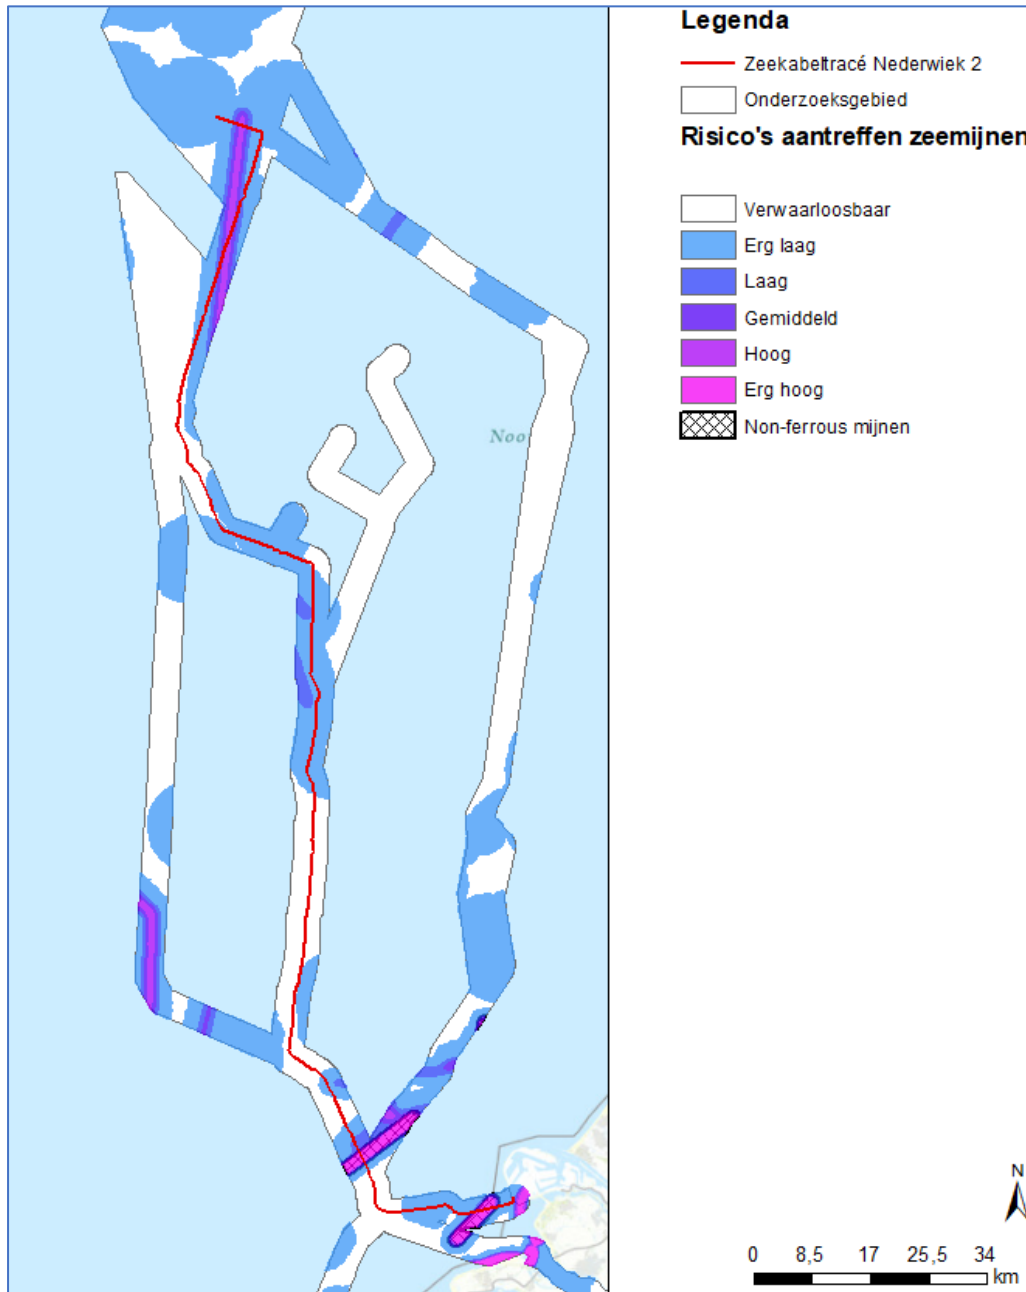 Legenda
Zeekabeltracé Nederwiek 2
Onderzoeksgebied
Risico's aantreffen zeemijnen
Verwaarloosbaar
Erg laag
Laag
Gemiddeld
Hoog
Erg hoog
Non-ferrous mijnen
Noo
N
0 8,5 17 25,5 34
km